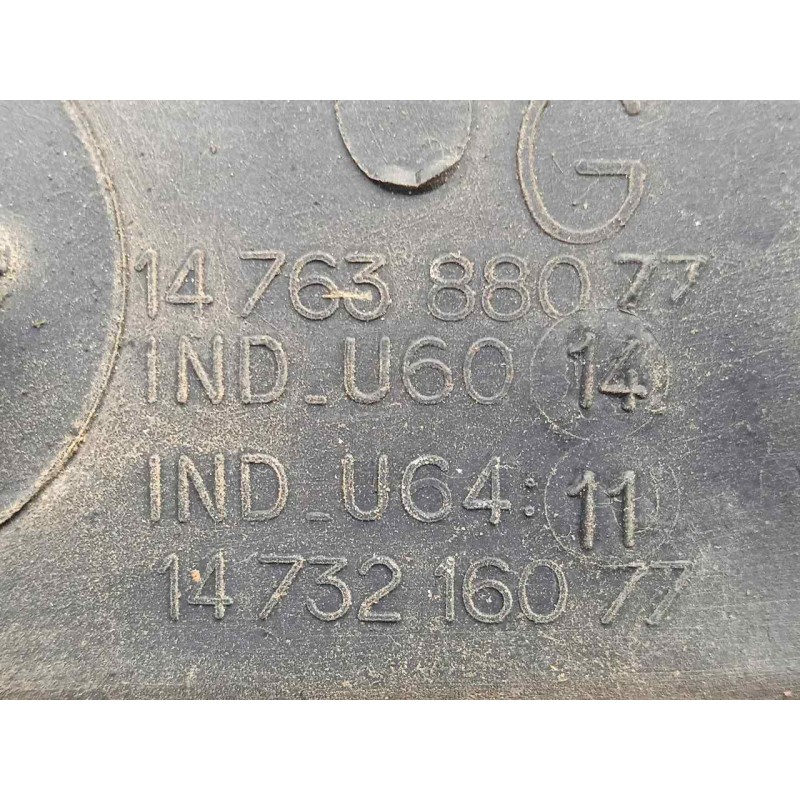 G
14 763 880 77
IND_U60 14
IND_U64: 11
14 732 160 77